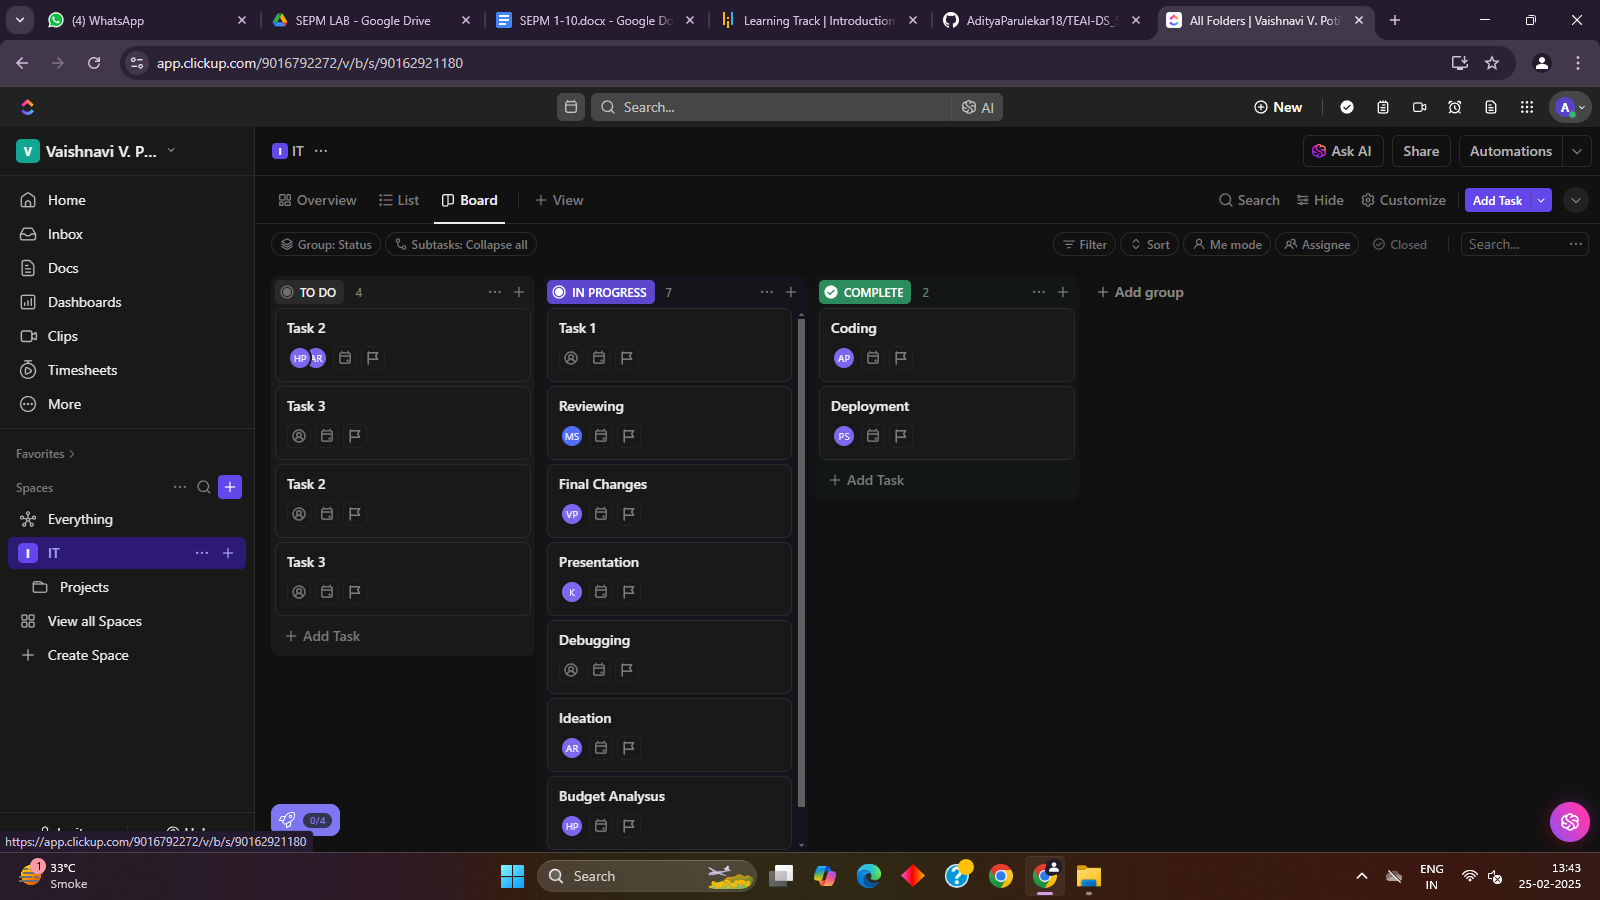 (4) WhatsApp
SEPM LAB - Google Drive
SEPM 1-10.docx - Google Do
Learning Track | Introduction
AdityaParulekar18/TEAI-DS_S
All Folders | Vaishnavi V. Poti
app.clickup.com/9016792272/v/b/s/90162921180
Search...
AI
New
A
V
Vaishnavi V. P...
I
IT
Ask AI
Share
Automations
Home
Inbox
Docs
Dashboards
Clips
Timesheets
More
Favorites
Spaces
Everything
I
IT
Projects
View all Spaces
Create Space
Overview
List
Board
View
Search
Hide
Customize
Add Task
Group: Status
Subtasks: Collapse all
Filter
Sort
Me mode
Assignee
Closed
Search...
TO DO
4
Task 2
HP
AR
Task 3
Task 2
Task 3
Add Task
IN PROGRESS
7
Task 1
Reviewing
MS
Final Changes
VP
Presentation
K
Debugging
Ideation
AR
Budget Analysus
HP
COMPLETE
2
Coding
AP
Deployment
PS
Add Task
Add group
0/4
https://app.clickup.com/9016792272/v/b/s/90162921180
1
33°C
Smoke
Search
ENG
IN
13:43
25-02-2025